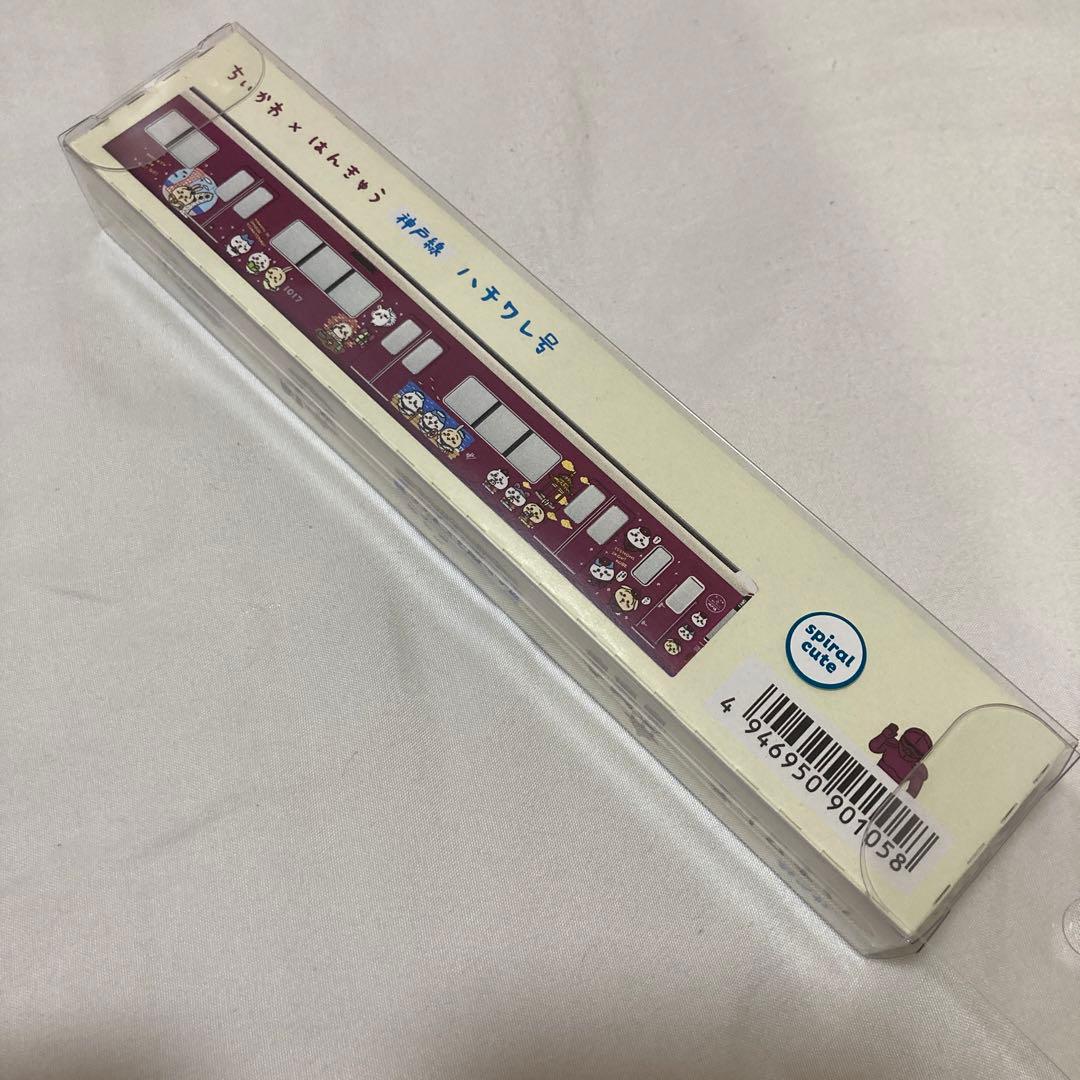 ちいかわ × はんきゅう 神戸線 ハチワレ号
1017
spiral
cute
4 946950 901058